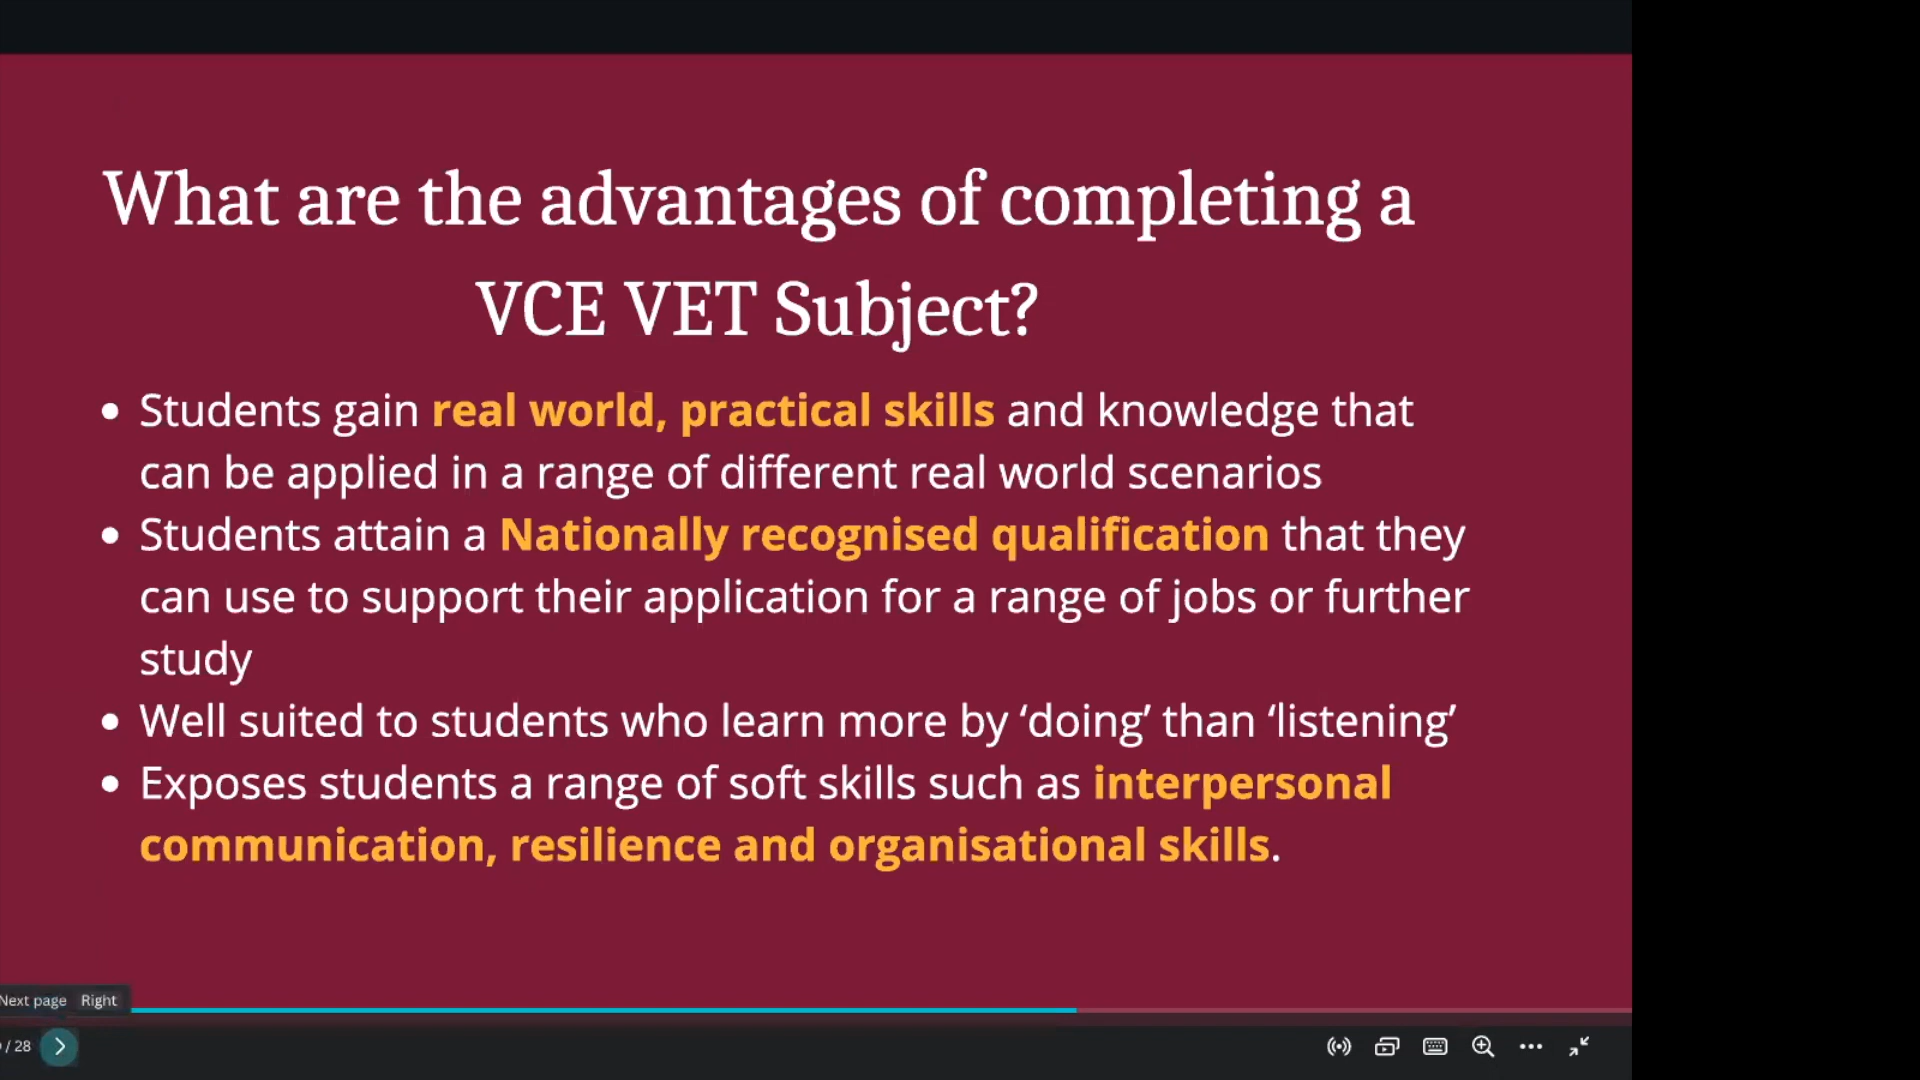 What are the advantages of completing a
VCE VET Subject?
• Students gain real world, practical skills and knowledge that
can be applied in a range of different real world scenarios
• Students attain a Nationally recognised qualification that they
can use to support their application for a range of jobs or further
study
• Well suited to students who learn more by ‘doing’ than ‘listening’
• Exposes students a range of soft skills such as interpersonal
communication, resilience and organisational skills.
Next page Right
/ 28